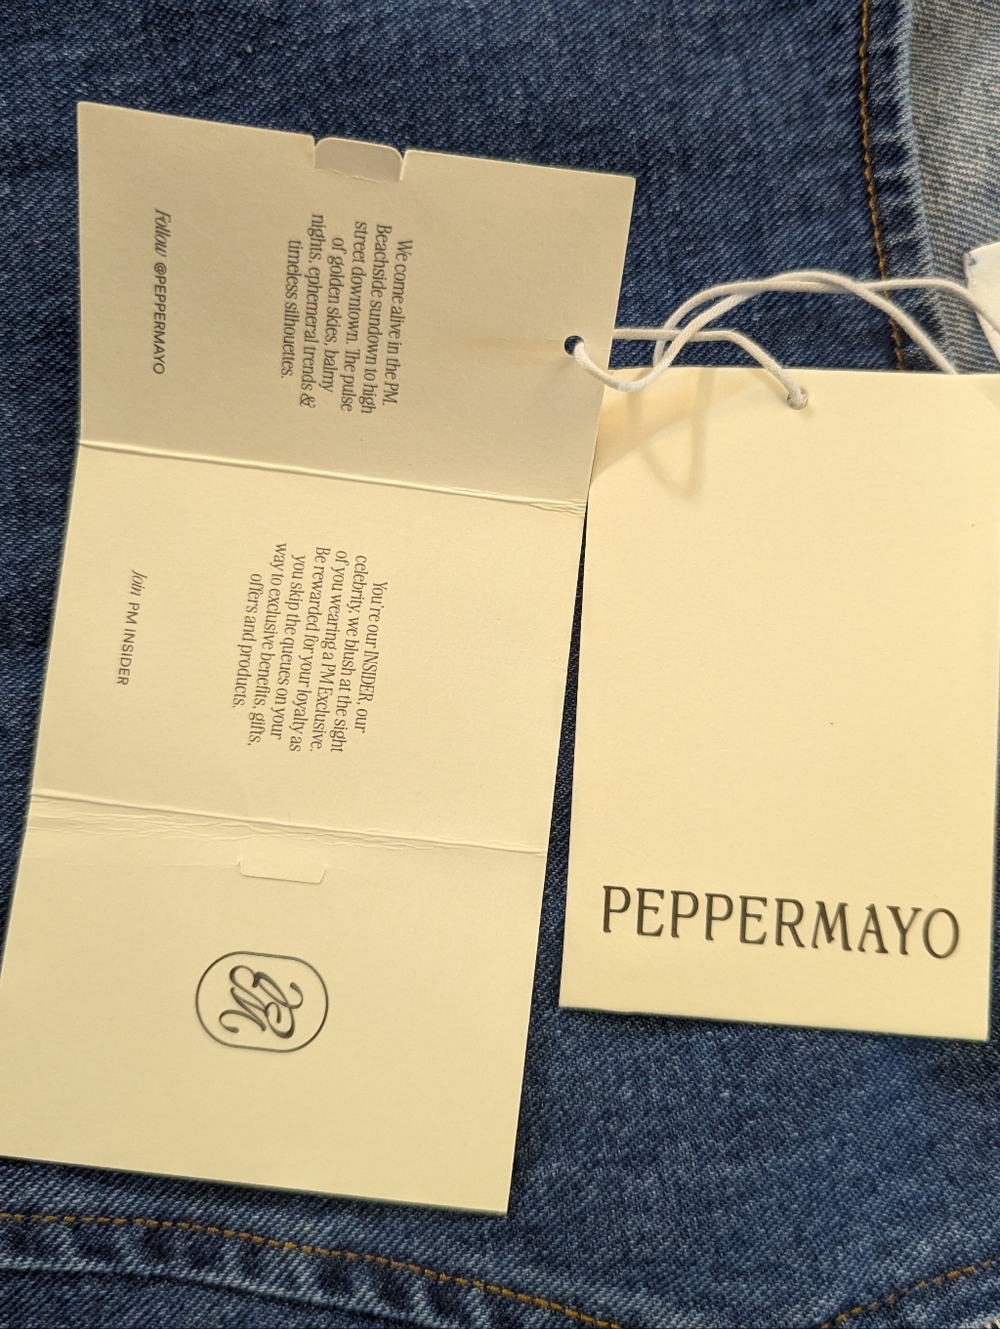 We come alive in the PM.
Beachside sundown to high
street downtown. The pulse
of golden skies, balmy
nights, ephemeral trends &
timeless silhouettes.
Follow @PEPPERMAYO
You're our INSIDER, our
celebrity, we blush at the sight
of you wearing a PM Exclusive.
Be rewarded for your loyalty as
you skip the queues on your
way to exclusive benefits, gifts,
offers and products.
Join PM INSIDER
PM
PEPPERMAYO